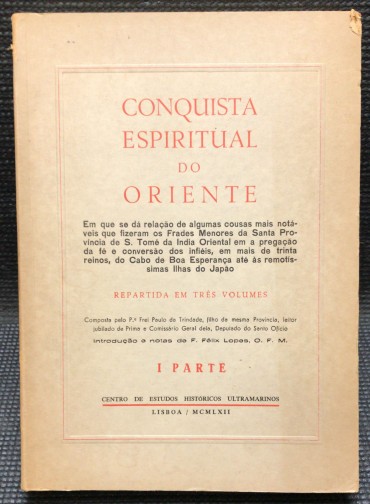 CONQUISTA
ESPIRITUAL
DO
ORIENTE
Em que se dá relação de algumas cousas mais notá-
veis que fizeram os Frades Menores da Santa Pro-
víncia de S. Tomé da India Oriental em a pregação
da fé e conversão dos infiéis, em mais de trinta
reinos, do Cabo de Boa Esperança até às remotís-
simas Ilhas do Japão
REPARTIDA EM TRÊS VOLUMES
Composta pelo P.e Frei Paulo da Trindade, filho da mesma Província, leitor
jubilado de Prima e Comissário Geral dela, Deputado do Santo Ofício
introdução e notas de F. Félix Lopes, O. F. M.
I PARTE
CENTRO DE ESTUDOS HISTÓRICOS ULTRAMARINOS
LISBOA / MCMLXII